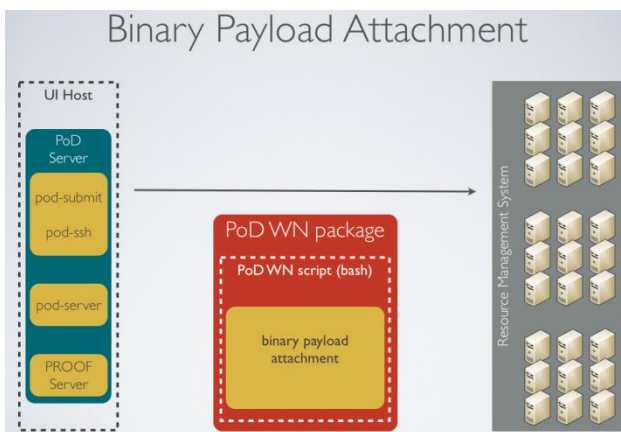 Binary Payload Attachment
UI Host
PoD
Server
pod-submit
pod-ssh
pod-server
PROOF
Server
PoD WN package
PoD WN script (bash)
binary payload
attachment
Resource Management System